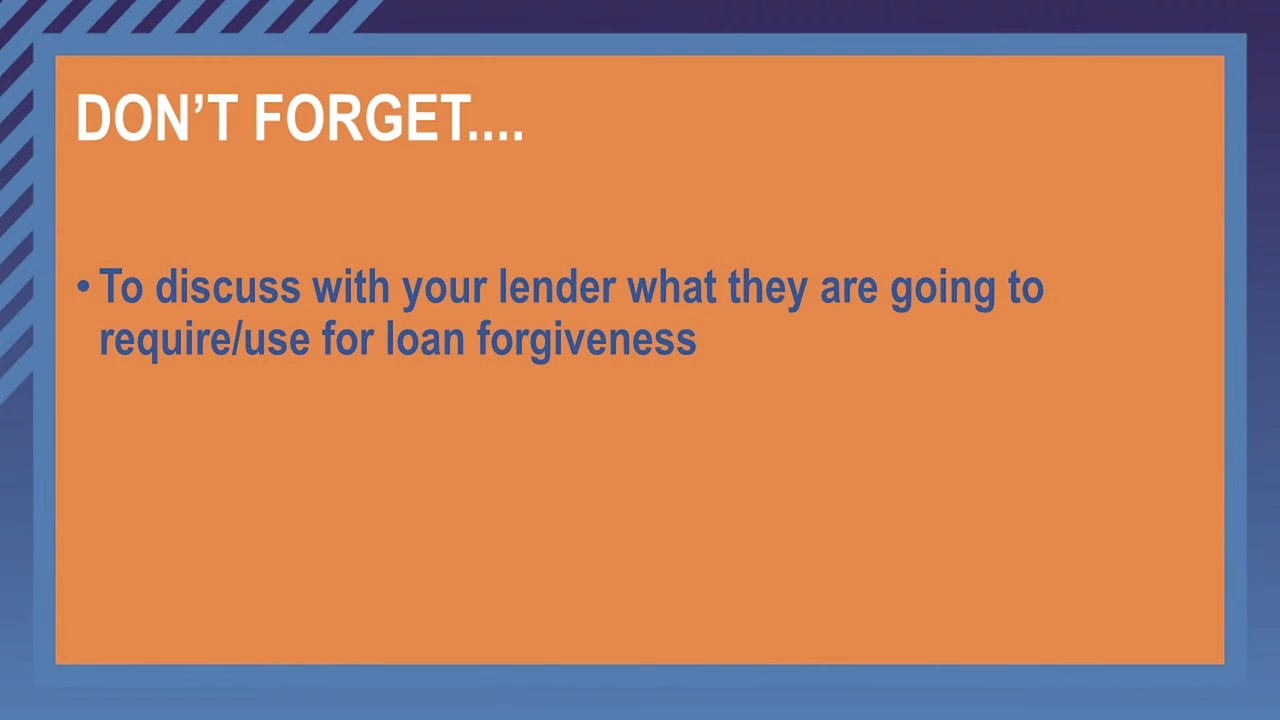 DON’T FORGET....
• To discuss with your lender what they are going to
require/use for loan forgiveness